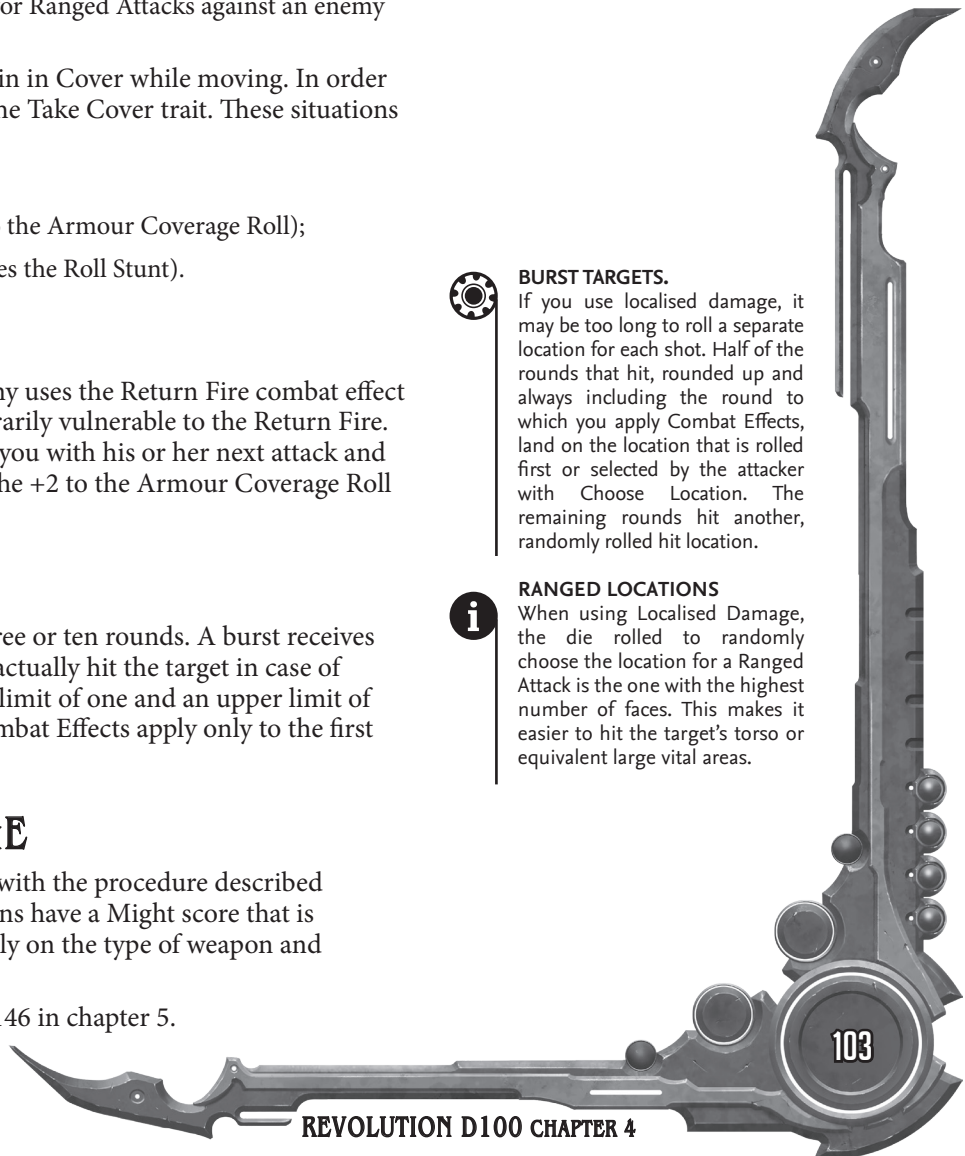 or Ranged Attacks against an enemy
in in Cover while moving. In order
he Take Cover trait. These situations
the Armour Coverage Roll);
es the Roll Stunt).
ny uses the Return Fire combat effect
rarily vulnerable to the Return Fire.
you with his or her next attack and
he +2 to the Armour Coverage Roll
ree or ten rounds. A burst receives
actually hit the target in case of
limit of one and an upper limit of
mbat Effects apply only to the first
E
with the procedure described
ns have a Might score that is
ly on the type of weapon and
146 in chapter 5.
BURST TARGETS.
If you use localised damage, it
may be too long to roll a separate
location for each shot. Half of the
rounds that hit, rounded up and
always including the round to
which you apply Combat Effects,
land on the location that is rolled
first or selected by the attacker
with Choose Location. The
remaining rounds hit another,
randomly rolled hit location.
i
RANGED LOCATIONS
When using Localised Damage,
the die rolled to randomly
choose the location for a Ranged
Attack is the one with the highest
number of faces. This makes it
easier to hit the target's torso or
equivalent large vital areas.
103
REVOLUTION D100 CHAPTER 4